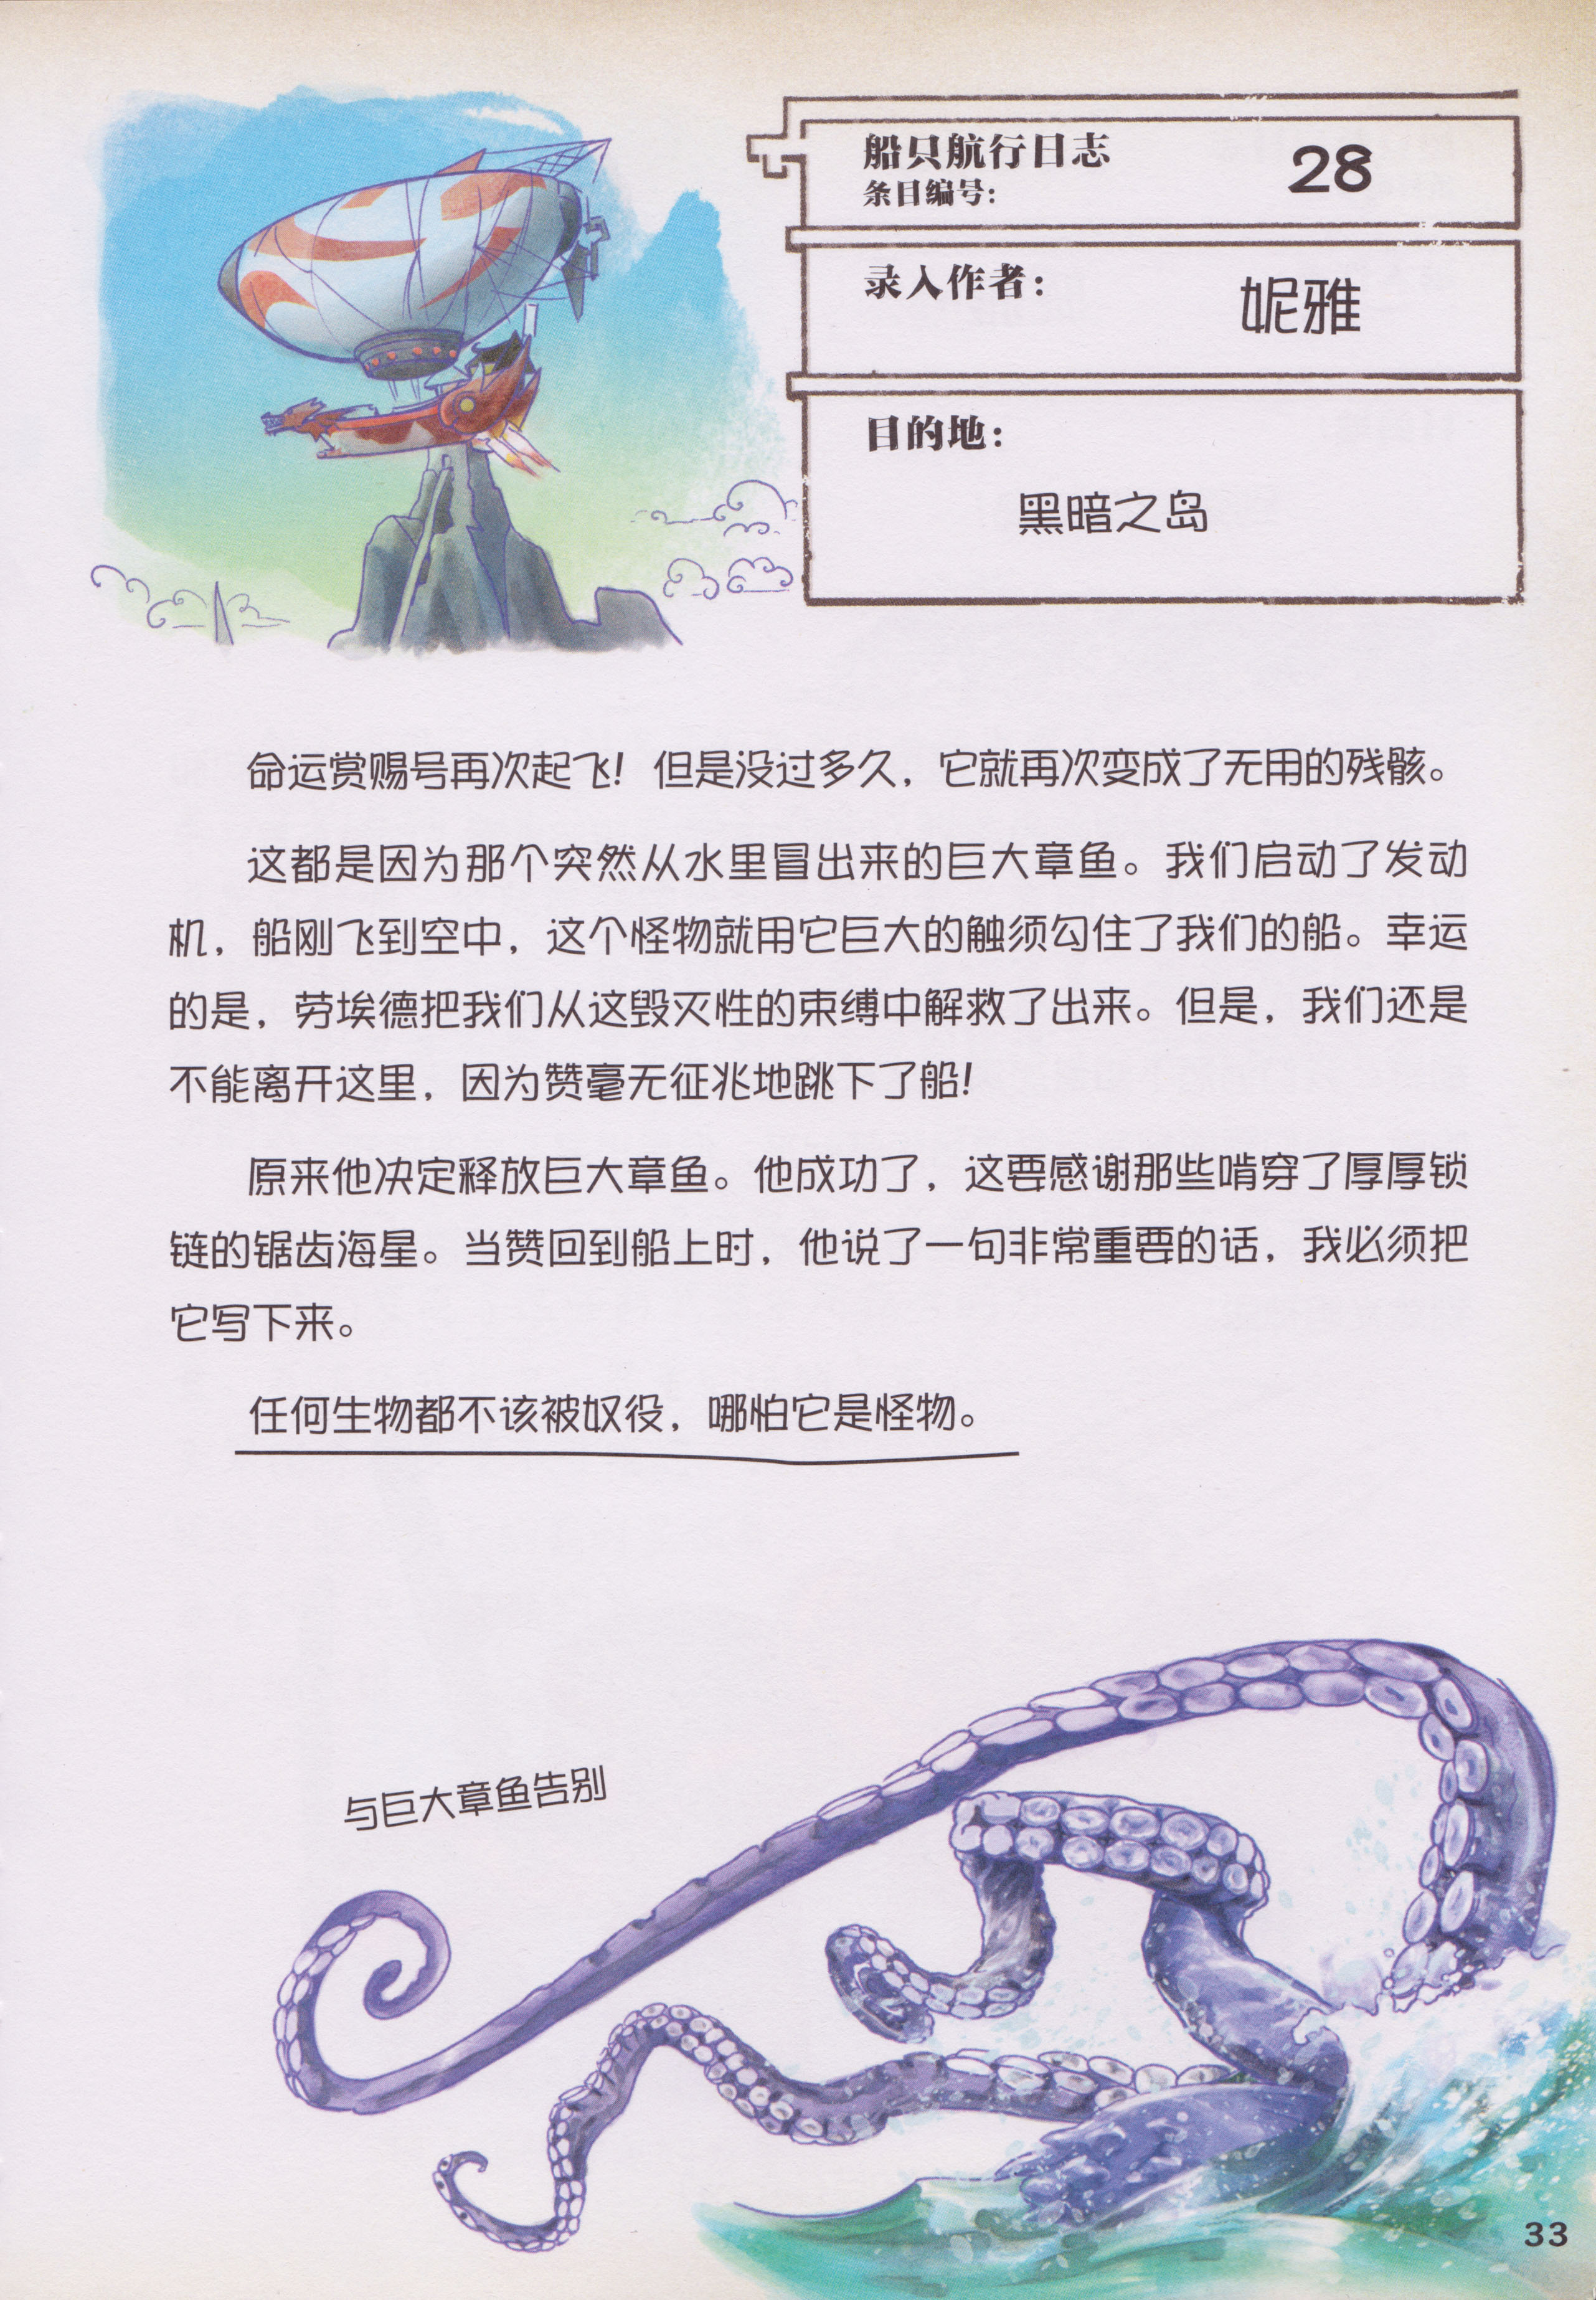 船只航行日志
条目编号：
28
录入作者：
妮雅
目的地：
黑暗之岛
命运赏赐号再次起飞！但是没过多久，它就再次变成了无用的残骸。
这都是因为那个突然从水里冒出来的巨大章鱼。我们启动了发动
机，船刚飞到空中，这个怪物就用它巨大的触须勾住了我们的船。幸运
的是，劳埃德把我们从这毁灭性的束缚中解救了出来。但是，我们还是
不能离开这里，因为赞毫无征兆地跳下了船！
原来他决定释放巨大章鱼。他成功了，这要感谢那些啃穿了厚厚锁
链的锯齿海星。当赞回到船上时，他说了一句非常重要的话，我必须把
它写下来。
任何生物都不该被奴役，哪怕它是怪物。
与巨大章鱼告别
33